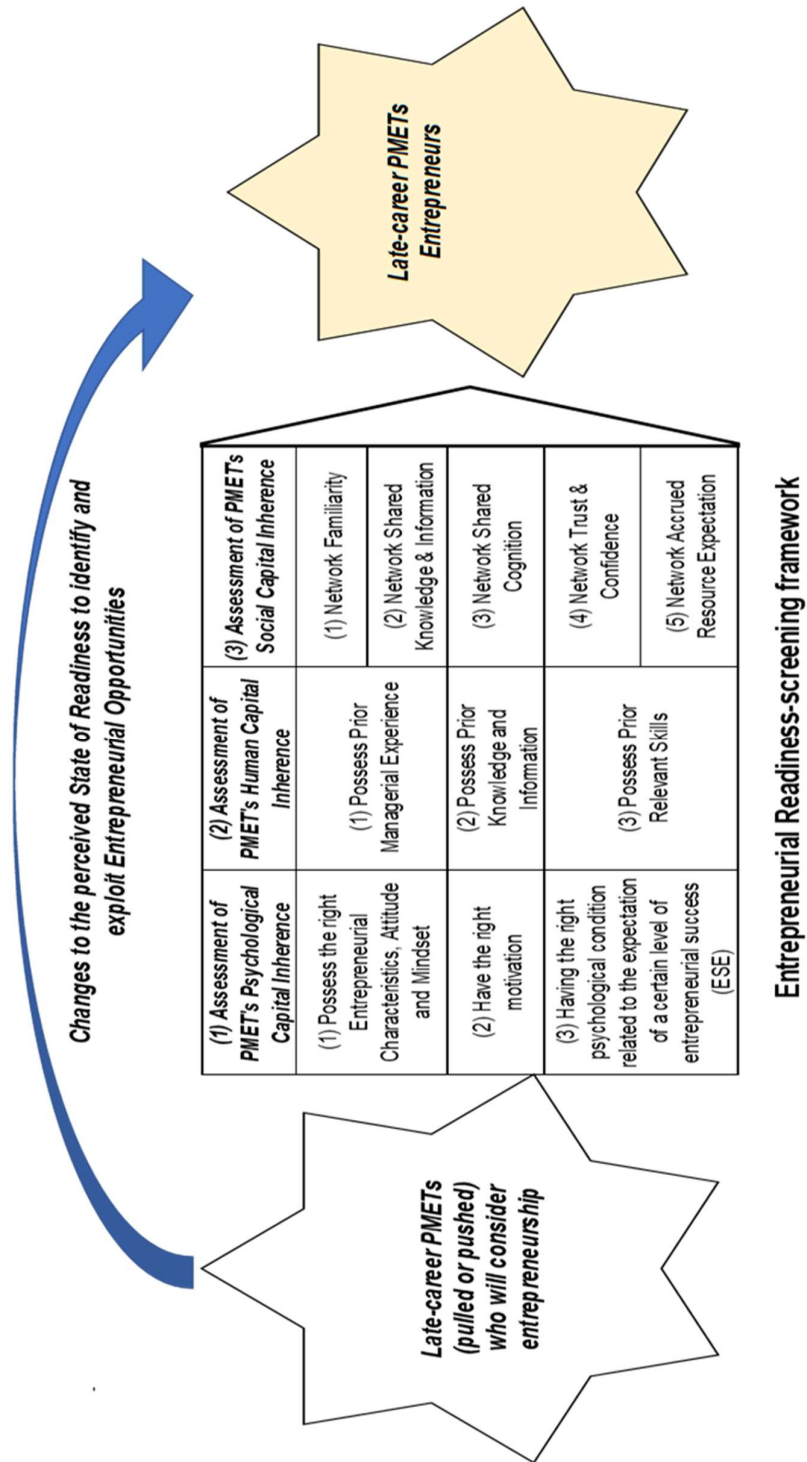 Changes to the perceived State of Readiness to identify and
exploit Entrepreneurial Opportunities
Late-career PMETs
(pulled or pushed)
who will consider
entrepreneurship
(1) Assessment of
PMET's Psychological
Capital Inherence
(2) Assessment of
PMET's Human Capital
Inherence
(3) Assessment of PMET's
Social Capital Inherence
(1) Possess the right
Entrepreneurial
Characteristics, Attitude
and Mindset
(1) Possess Prior
Managerial Experience
(1) Network Familiarity
(2) Network Shared
Knowledge & Information
(2) Have the right
motivation
(2) Possess Prior
Knowledge and
Information
(3) Network Shared
Cognition
(3) Having the right
psychological condition
related to the expectation
of a certain level of
entrepreneurial success
(ESE)
(3) Possess Prior
Relevant Skills
(4) Network Trust &
Confidence
(5) Network Accrued
Resource Expectation
Late-career PMETs
Entrepreneurs
Entrepreneurial Readiness-screening framework